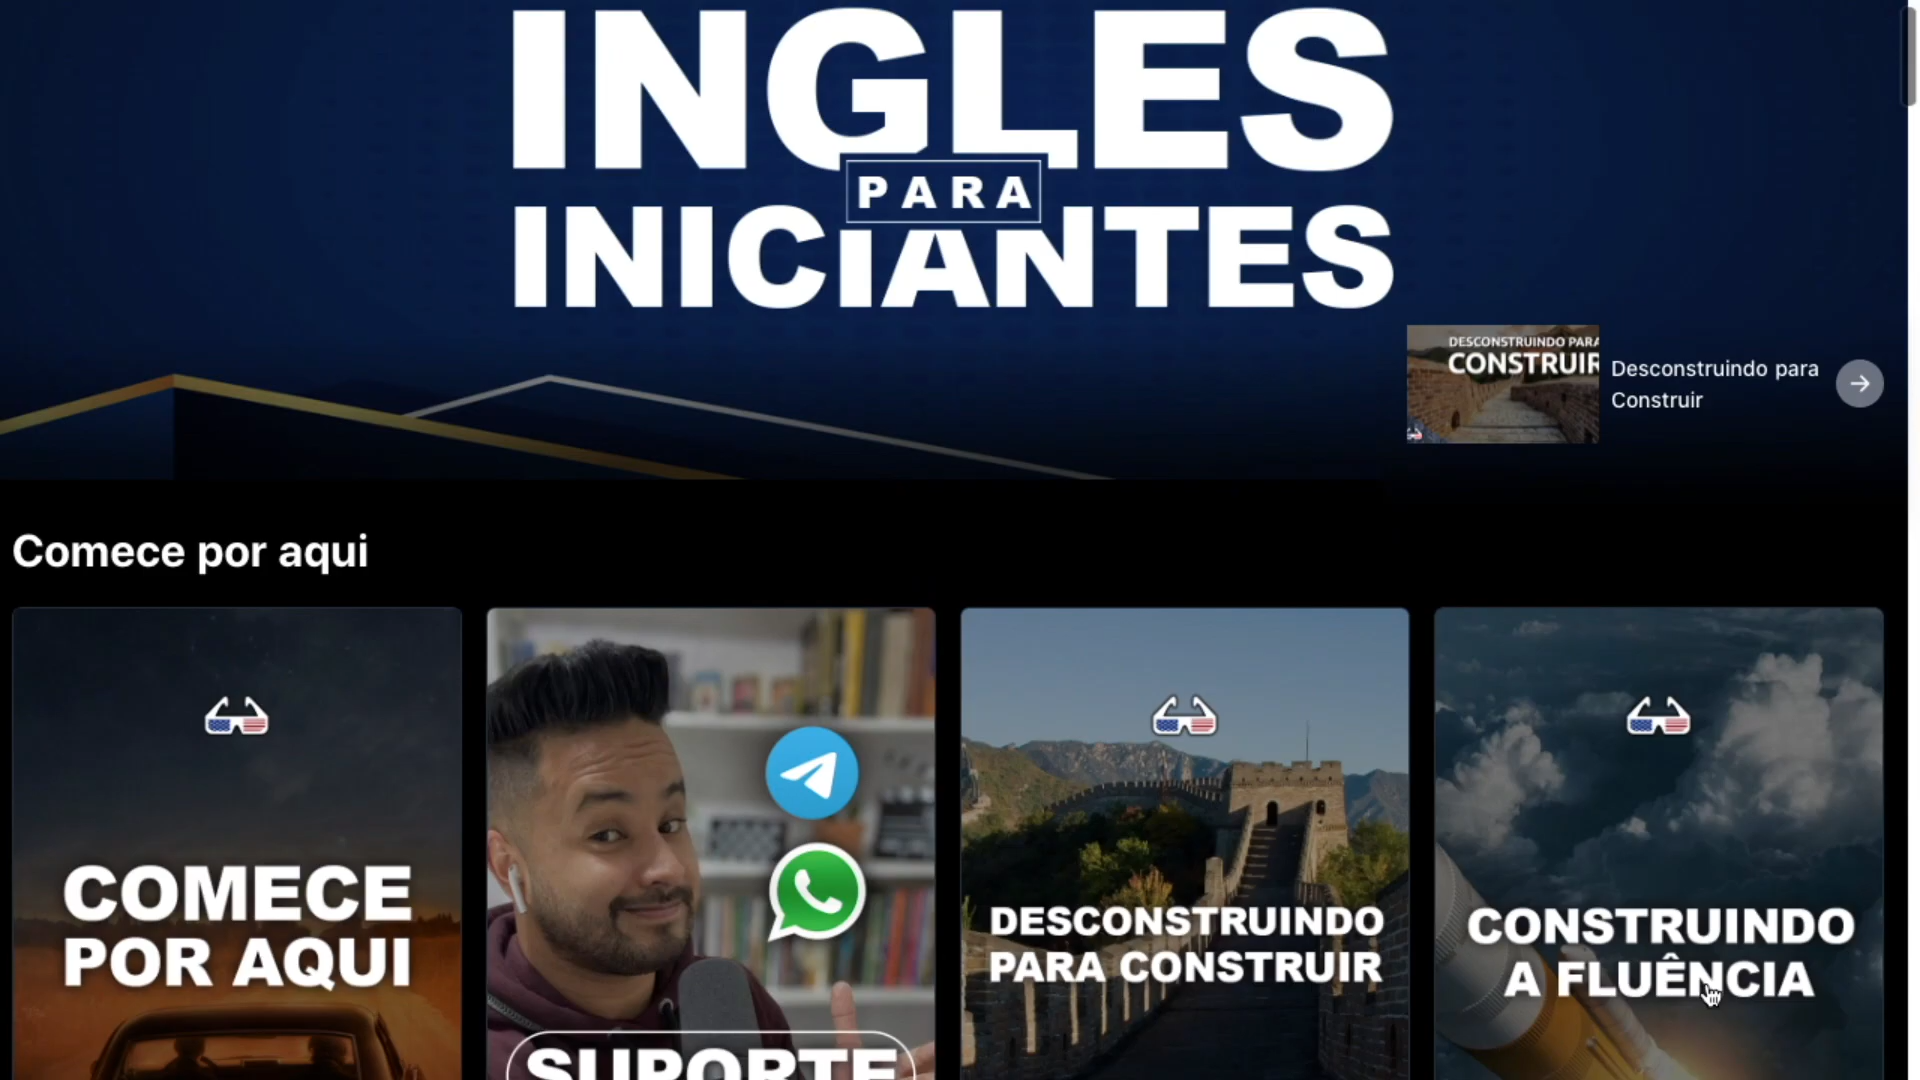 INGLES
PARA
INICIANTES
DESCONSTRUINDO PARA
CONSTRUIR
Desconstruindo para
Construir
Comece por aqui
COMECE
POR AQUI
SUPORTE
DESCONSTRUINDO
PARA CONSTRUIR
CONSTRUINDO
A FLUÊNCIA